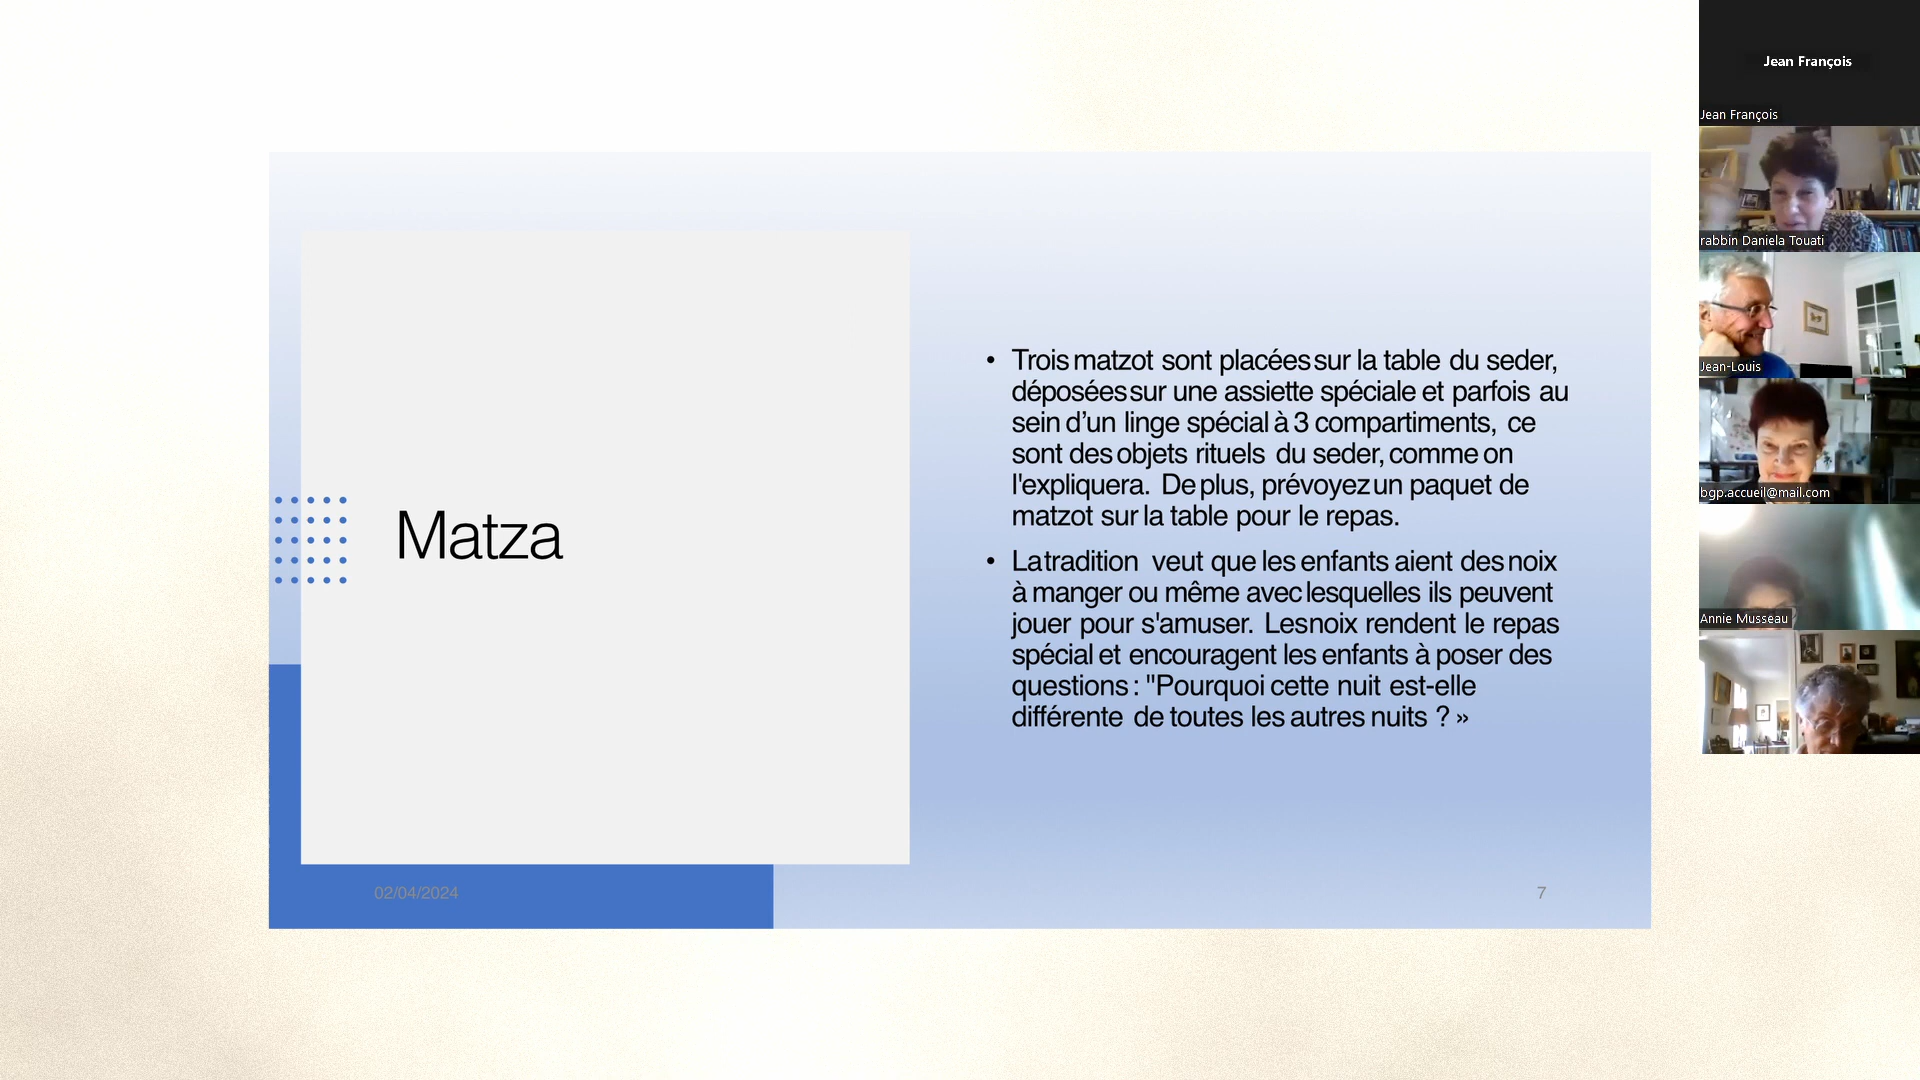 Matza
• Trois matzot sont placées sur la table du seder,
déposées sur une assiette spéciale et parfois au
sein d’un linge spécial à 3 compartiments, ce
sont des objets rituels du seder, comme on
l'expliquera. De plus, prévoyez un paquet de
matzot sur la table pour le repas.
• La tradition veut que les enfants aient des noix
à manger ou même avec lesquelles ils peuvent
jouer pour s'amuser. Les noix rendent le repas
spécial et encouragent les enfants à poser des
questions : "Pourquoi cette nuit est-elle
différente de toutes les autres nuits ? »
02/04/2024
7
Jean François
Jean François
rabbin Daniela Touati
Jean-Louis
bgp.accueil@mail.com
Annie Musseau